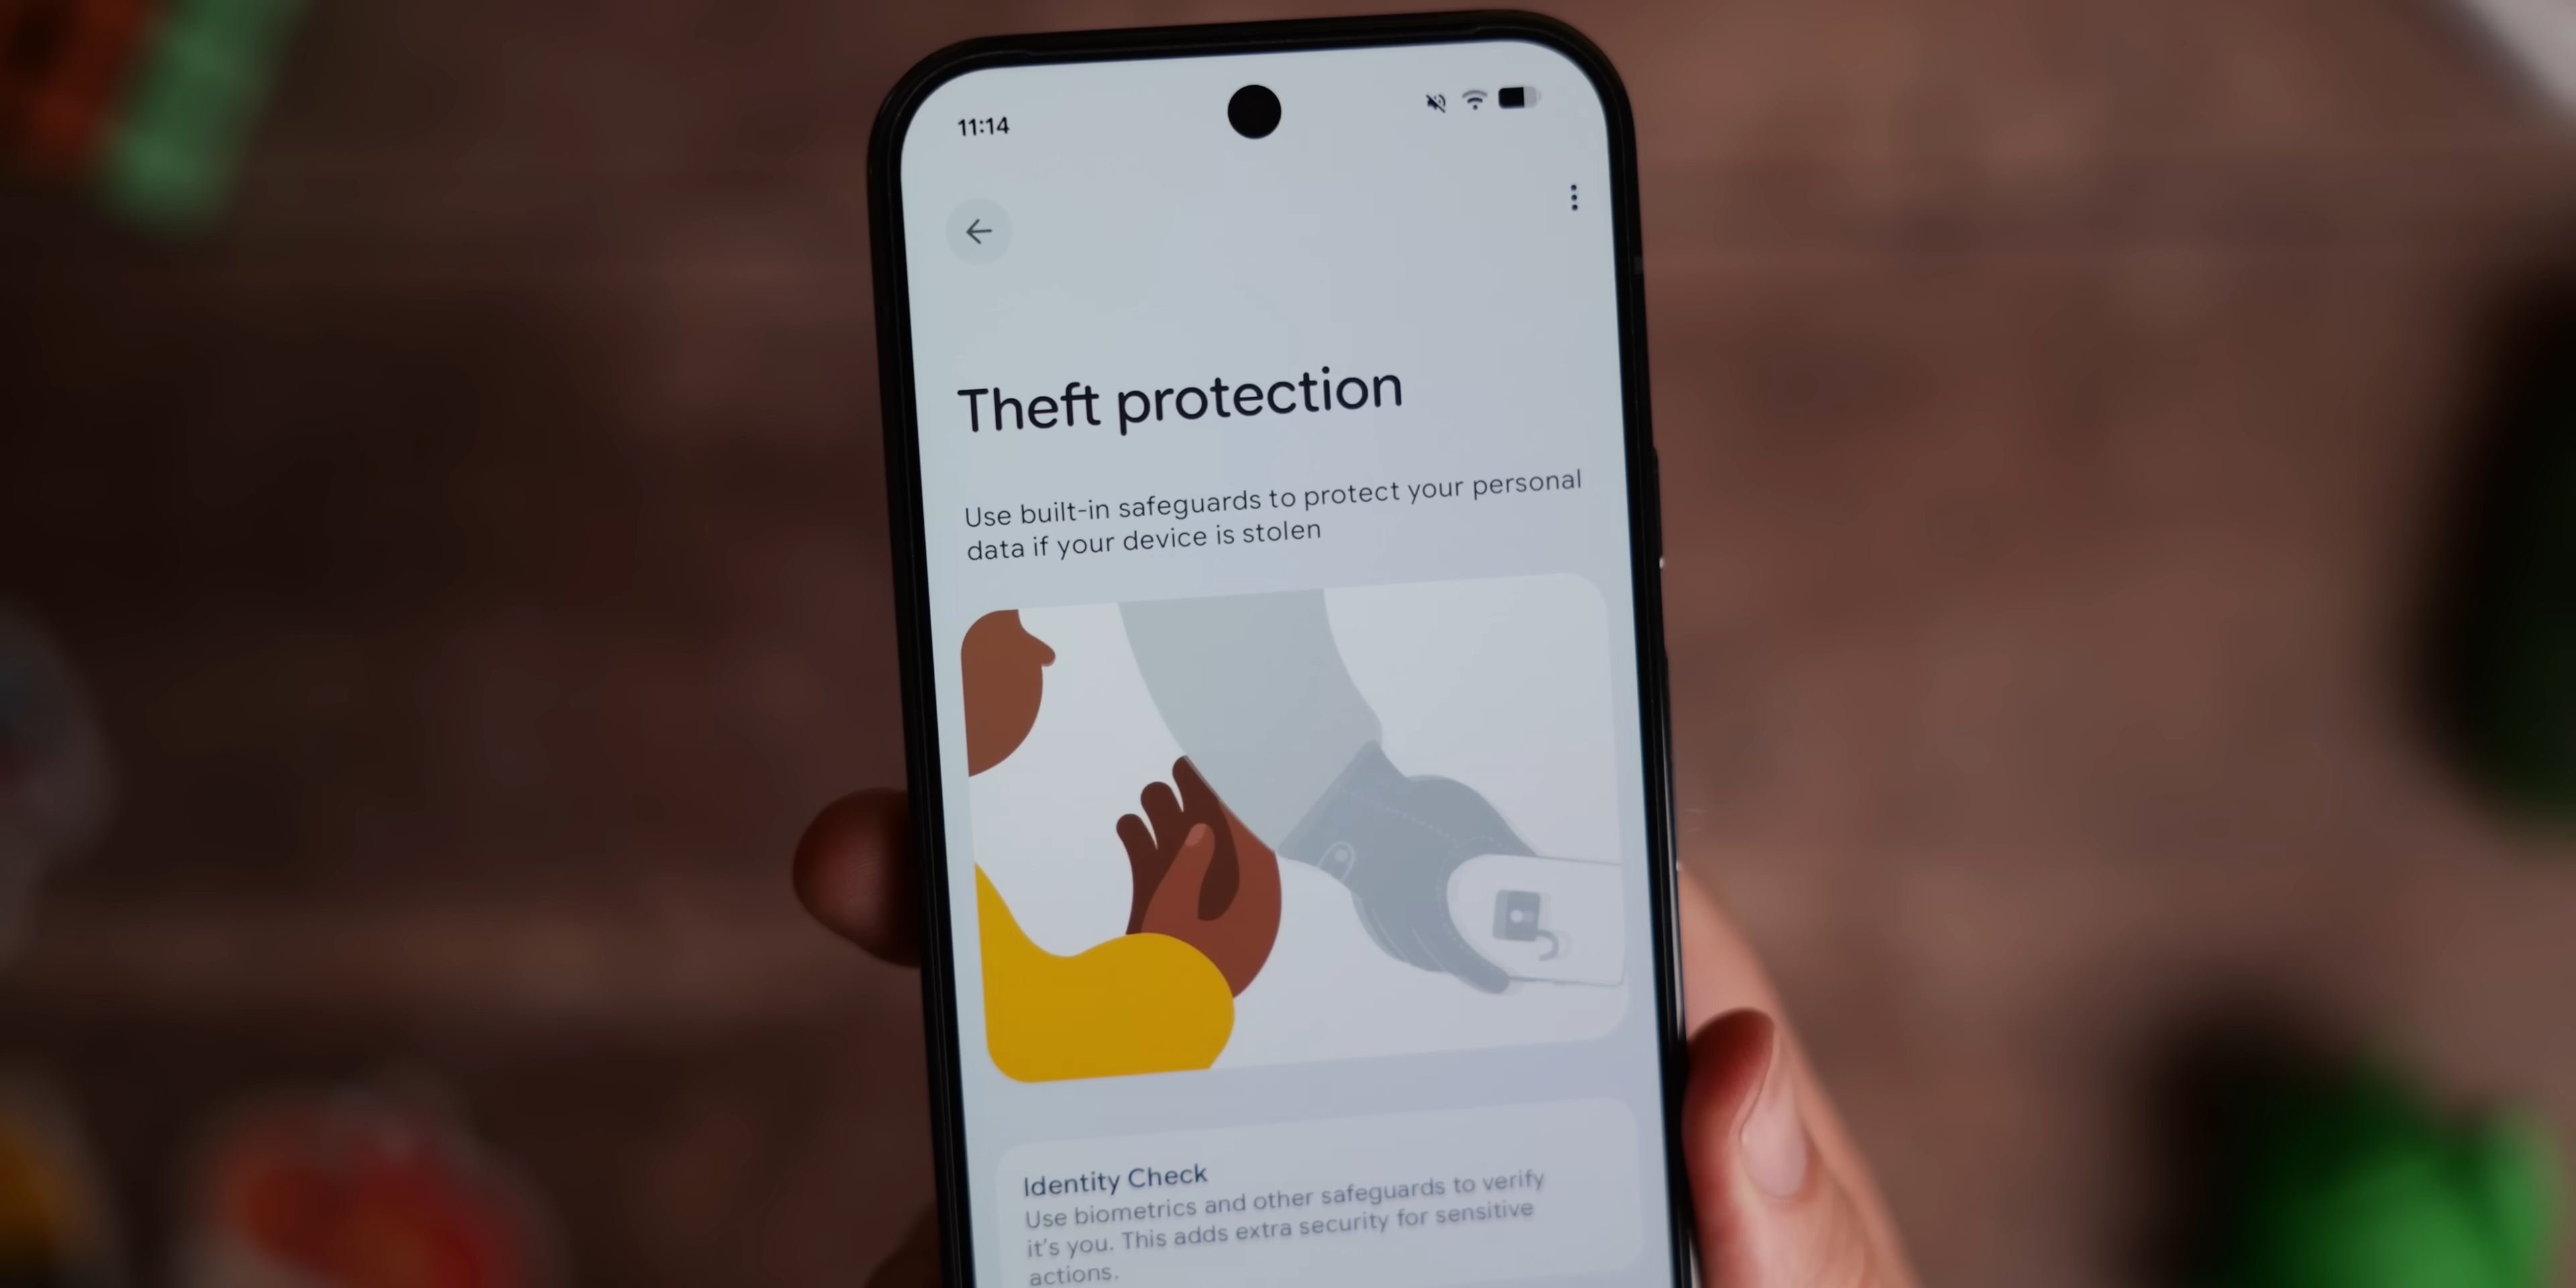 11:14
Theft protection
Use built-in safeguards to protect your personal
data if your device is stolen
Identity Check
Use biometrics and other safeguards to verify
it's you. This adds extra security for sensitive
actions.